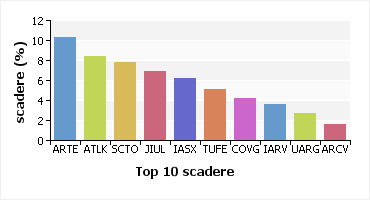 scadere (%)
12
10
8
6
4
2
0
ARTE ATLK SCTO JIUL IASX TUFE COVG IARV UARG ARCV
Top 10 scadere